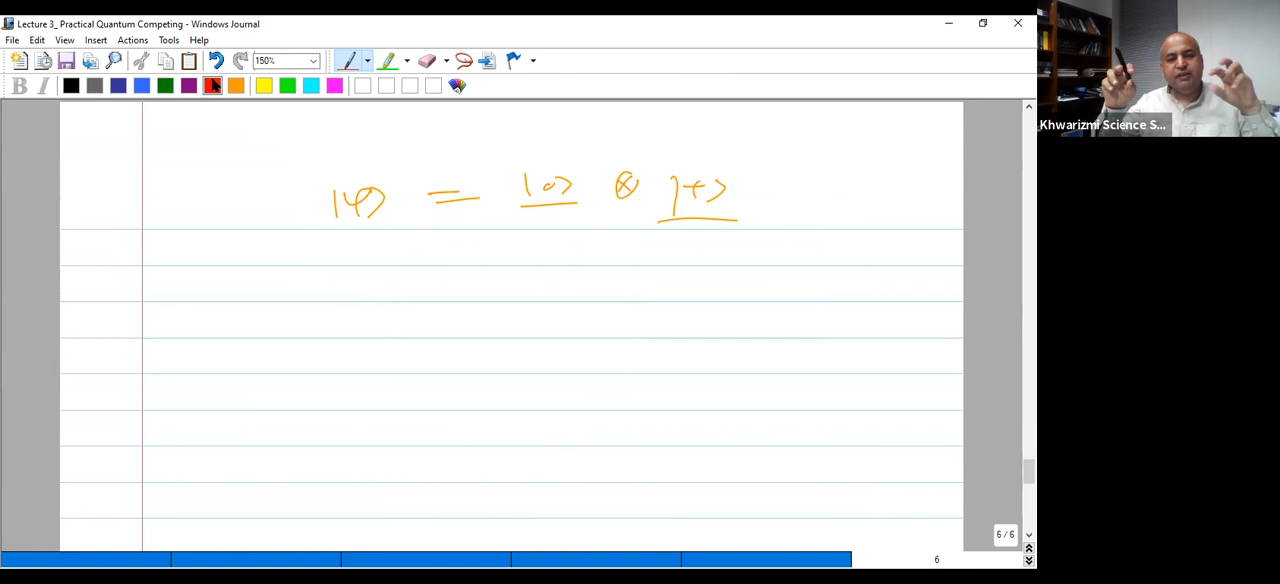 Lecture 3_ Practical Quantum Competing - Windows Journal
File Edit View Insert Actions Tools Help
150%
B I
Khwarizmi Science S...
|φ⟩ = |0⟩ ⊗ |+⟩
6 / 6
6